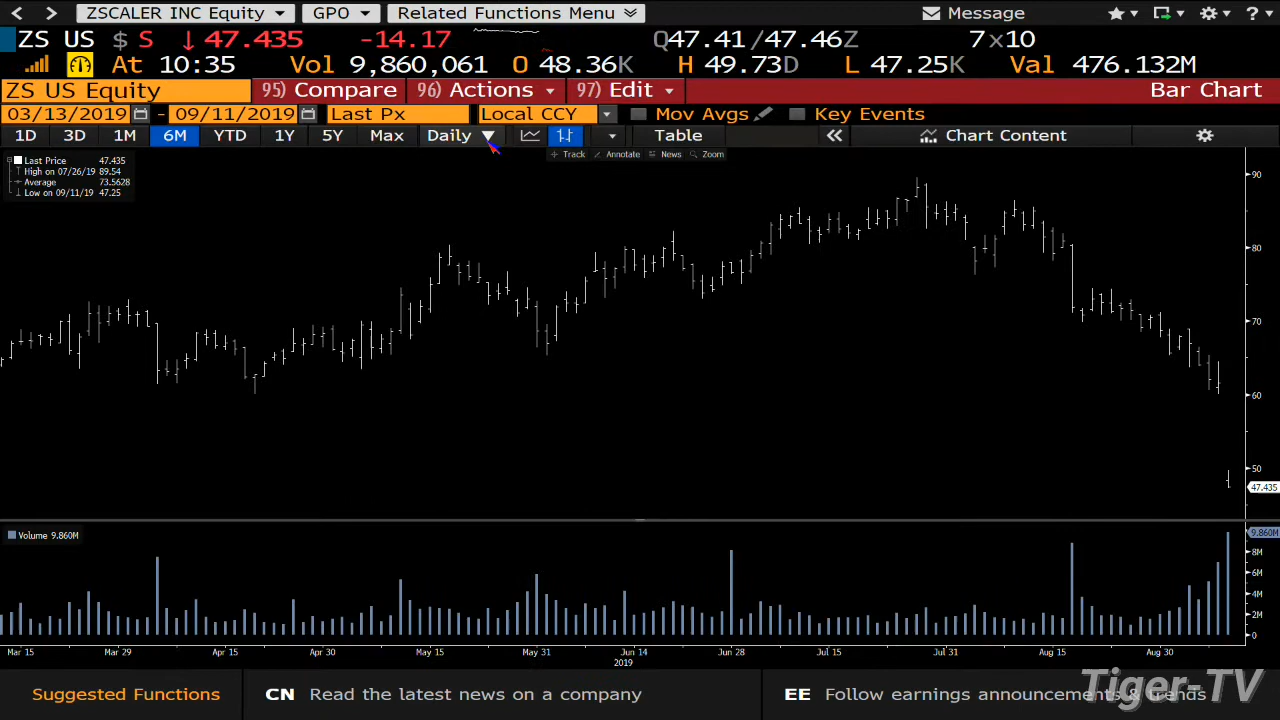 ZSCALER INC Equity GPO Related Functions Menu Message ?
ZS US $ S ↓ 47.435 -14.17 Q47.41/47.46Z 7x10
At 10:35 Vol 9,860,061 O 48.36K H 49.73D L 47.25K Val 476.132M
ZS US Equity 95) Compare 96) Actions 97) Edit Bar Chart
03/13/2019 - 09/11/2019 Last Px Local CCY Mov Avgs Key Events
1D 3D 1M 6M YTD 1Y 5Y Max Daily ▼ Table « Chart Content
Track Annotate News Zoom
Last Price 47.435
High on 07/26/19 89.54
Average 73.5628
Low on 09/11/19 47.25
90
80
70
60
50
47.435
Volume 9.860M
9.860M
8M
6M
4M
2M
0
Mar 15 Mar 29 Apr 15 Apr 30 May 15 May 31 Jun 14 Jun 28 Jul 15 Jul 31 Aug 15 Aug 30
2019
Suggested Functions CN Read the latest news on a company EE Follow earnings announcements & trends
Tiger-TV